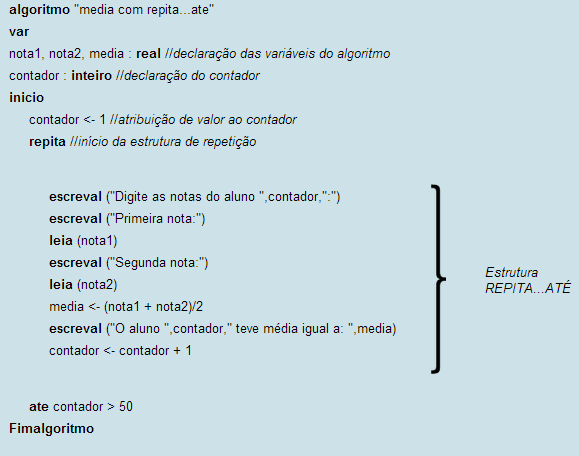 algoritmo "media com repita...ate"
var
nota1, nota2, media : real //declaração das variáveis do algoritmo
contador : inteiro //declaração do contador
inicio
contador <- 1 //atribuição de valor ao contador
repita //início da estrutura de repetição
escreval ("Digite as notas do aluno ",contador,":")
escreval ("Primeira nota:")
leia (nota1)
escreval ("Segunda nota:")
leia (nota2)
media <- (nota1 + nota2)/2
escreval ("O aluno ",contador," teve média igual a: ",media)
contador <- contador + 1
Estrutura
REPITA...ATÉ
ate contador > 50
Fimalgoritmo